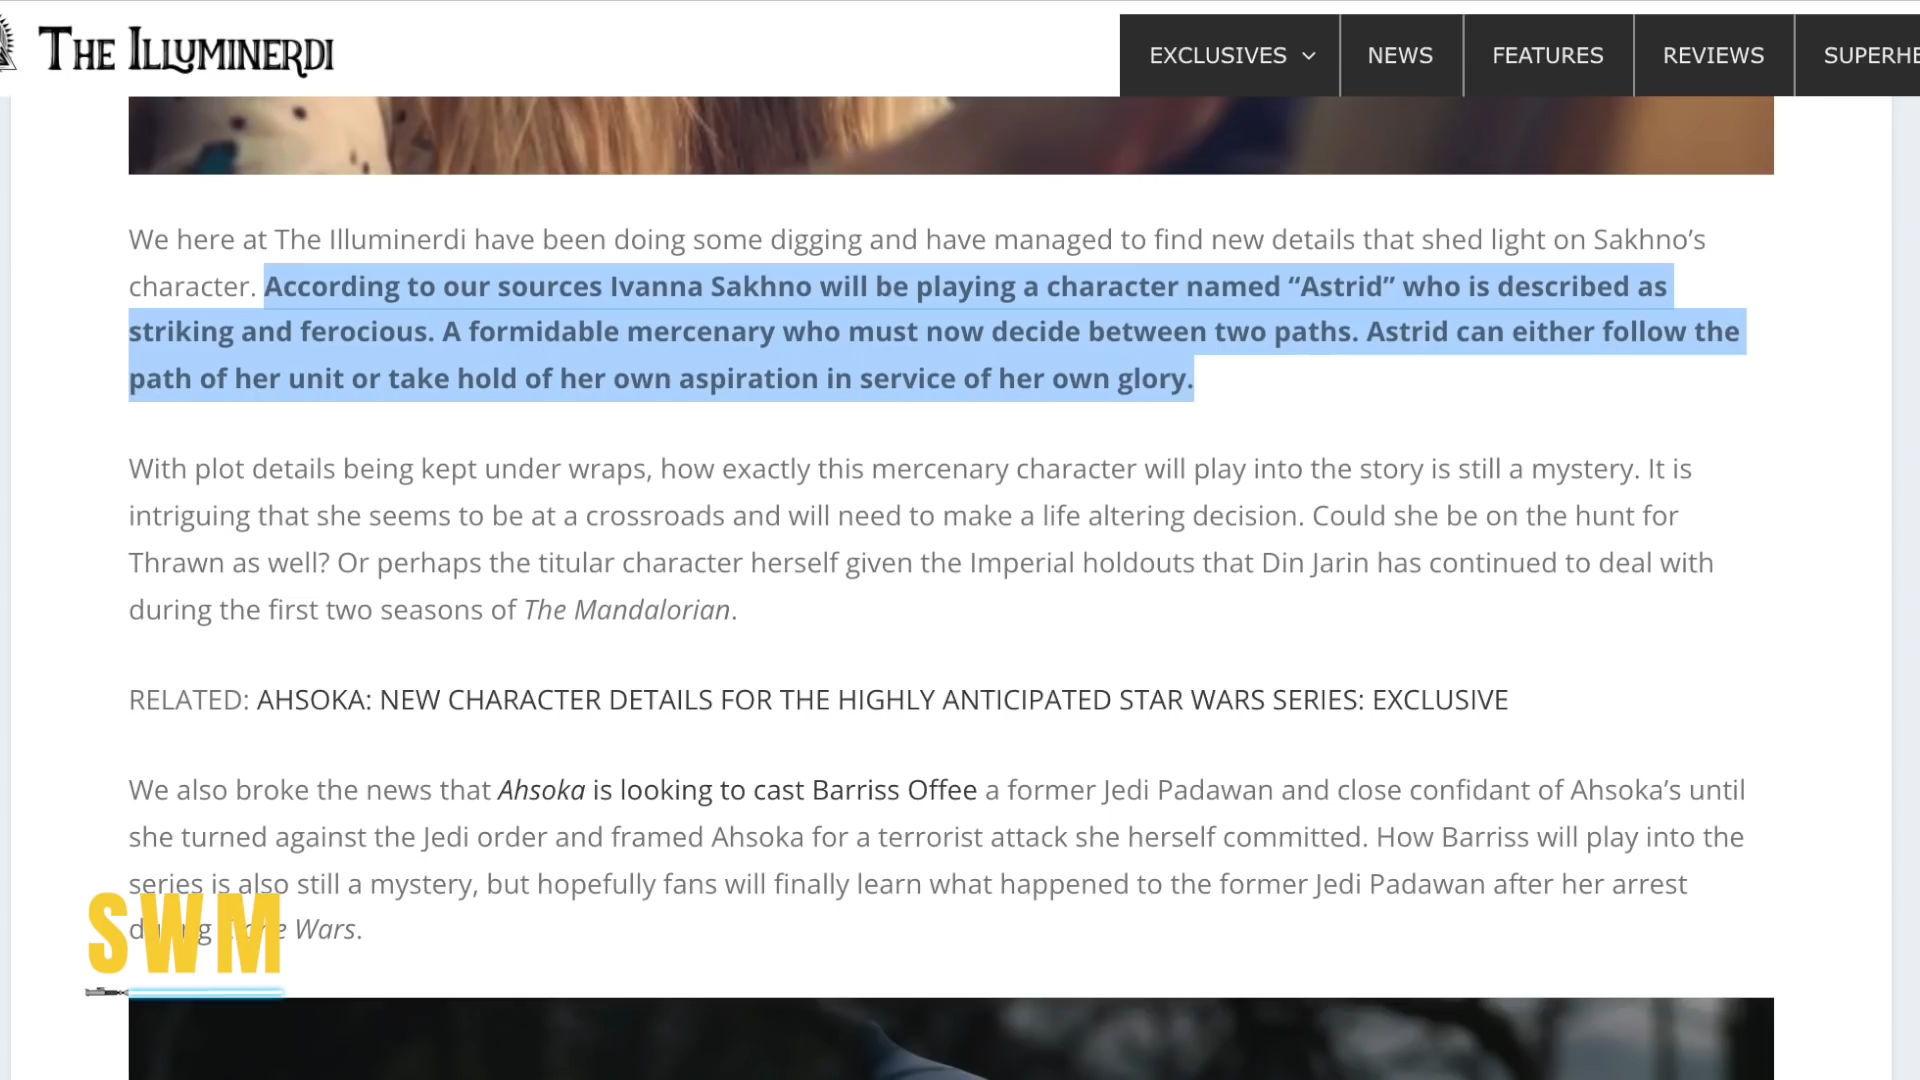 THE ILLUMINERDI
EXCLUSIVES
NEWS
FEATURES
REVIEWS
SUPERHE
We here at The Illuminerdi have been doing some digging and have managed to find new details that shed light on Sakhno’s
character. According to our sources Ivanna Sakhno will be playing a character named “Astrid” who is described as
striking and ferocious. A formidable mercenary who must now decide between two paths. Astrid can either follow the
path of her unit or take hold of her own aspiration in service of her own glory.
With plot details being kept under wraps, how exactly this mercenary character will play into the story is still a mystery. It is
intriguing that she seems to be at a crossroads and will need to make a life altering decision. Could she be on the hunt for
Thrawn as well? Or perhaps the titular character herself given the Imperial holdouts that Din Jarin has continued to deal with
during the first two seasons of The Mandalorian.
RELATED: AHSOKA: NEW CHARACTER DETAILS FOR THE HIGHLY ANTICIPATED STAR WARS SERIES: EXCLUSIVE
We also broke the news that Ahsoka is looking to cast Barriss Offee a former Jedi Padawan and close confidant of Ahsoka’s until
she turned against the Jedi order and framed Ahsoka for a terrorist attack she herself committed. How Barriss will play into the
series is also still a mystery, but hopefully fans will finally learn what happened to the former Jedi Padawan after her arrest
Wars.
SWM